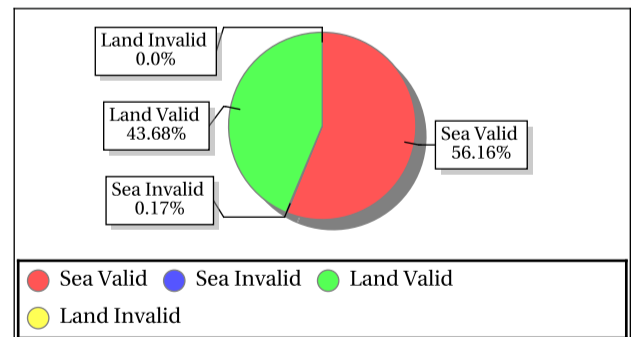 Land Invalid
0.0%
Land Valid
43.68%
Sea Valid
56.16%
Sea Invalid
0.17%
Sea Valid Sea Invalid Land Valid
Land Invalid